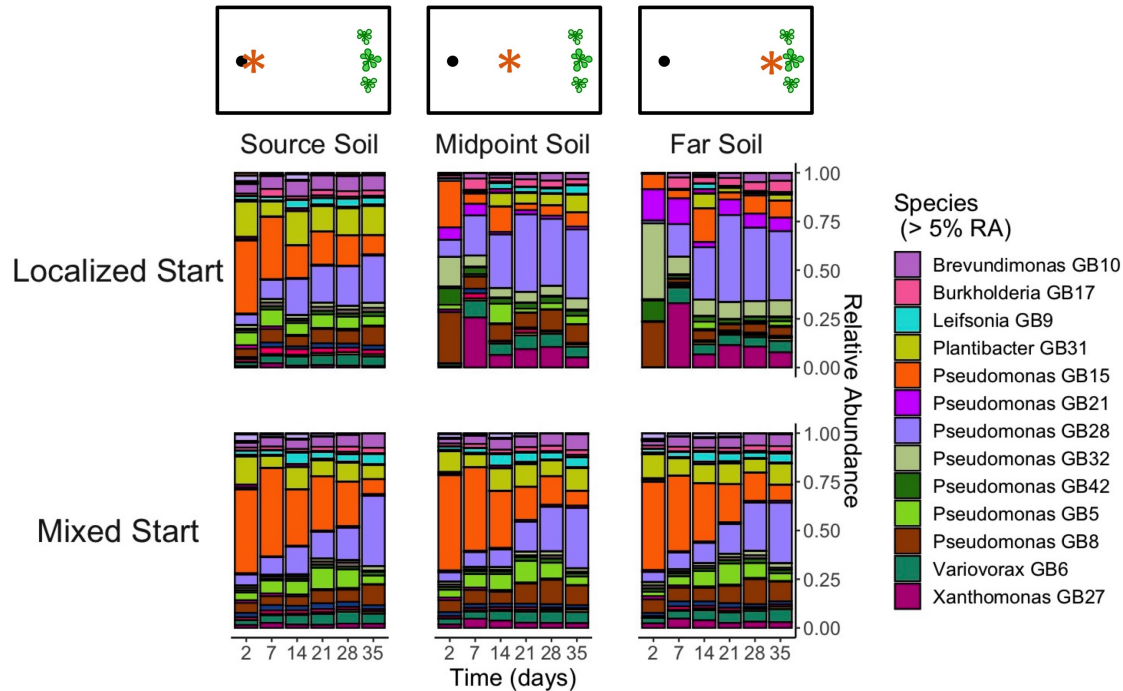 Source Soil
Midpoint Soil
Far Soil
Localized Start
1.00
0.75
0.50
0.25
0.00
Relative Abundance
Mixed Start
1.00
0.75
0.50
0.25
0.00
2 7 14 21 28 35
2 7 14 21 28 35
2 7 14 21 28 35
Time (days)
Species
(> 5% RA)
Brevundimonas GB10
Burkholderia GB17
Leifsonia GB9
Plantibacter GB31
Pseudomonas GB15
Pseudomonas GB21
Pseudomonas GB28
Pseudomonas GB32
Pseudomonas GB42
Pseudomonas GB5
Pseudomonas GB8
Variovorax GB6
Xanthomonas GB27